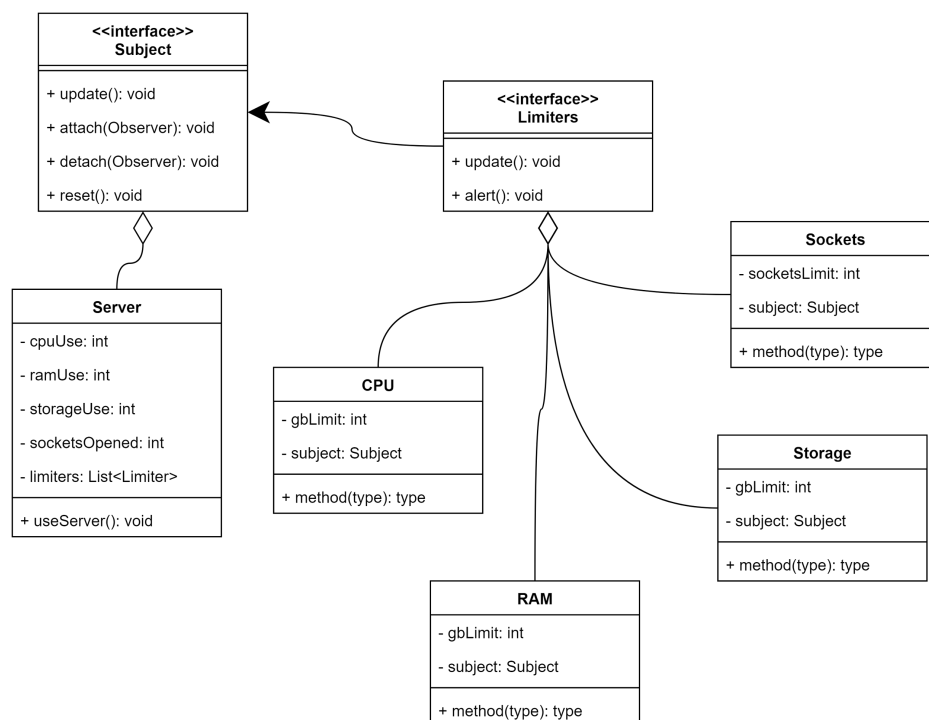 <<interface>>
Subject
+ update(): void
+ attach(Observer): void
+ detach(Observer): void
+ reset(): void
<<interface>>
Limiters
+ update(): void
+ alert(): void
Sockets
- socketsLimit: int
- subject: Subject
+ method(type): type
Server
- cpuUse: int
- ramUse: int
- storageUse: int
- socketsOpened: int
- limiters: List<Limiter>
+ useServer(): void
CPU
- gbLimit: int
- subject: Subject
+ method(type): type
Storage
- gbLimit: int
- subject: Subject
+ method(type): type
RAM
- gbLimit: int
- subject: Subject
+ method(type): type